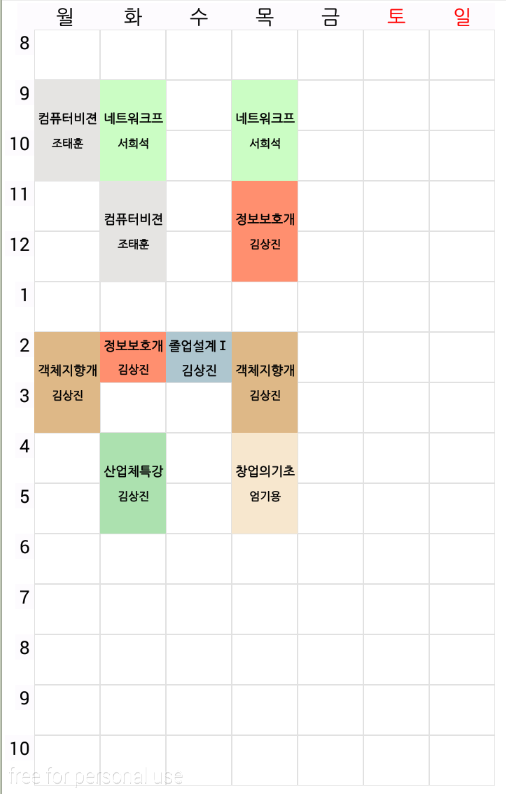 월 화 수 목 금 토 일
8
9
컴퓨터비젼 네트워크프 네트워크프
10 조태훈 서희석 서희석
11
컴퓨터비젼 정보보호개
12 조태훈 김상진
1
2 정보보호개 졸업설계 I
객체지향개 김상진 김상진 객체지향개
3 김상진 김상진
4
산업체특강 창업의기초
5 김상진 엄기용
6
7
8
9
10
free for personal use